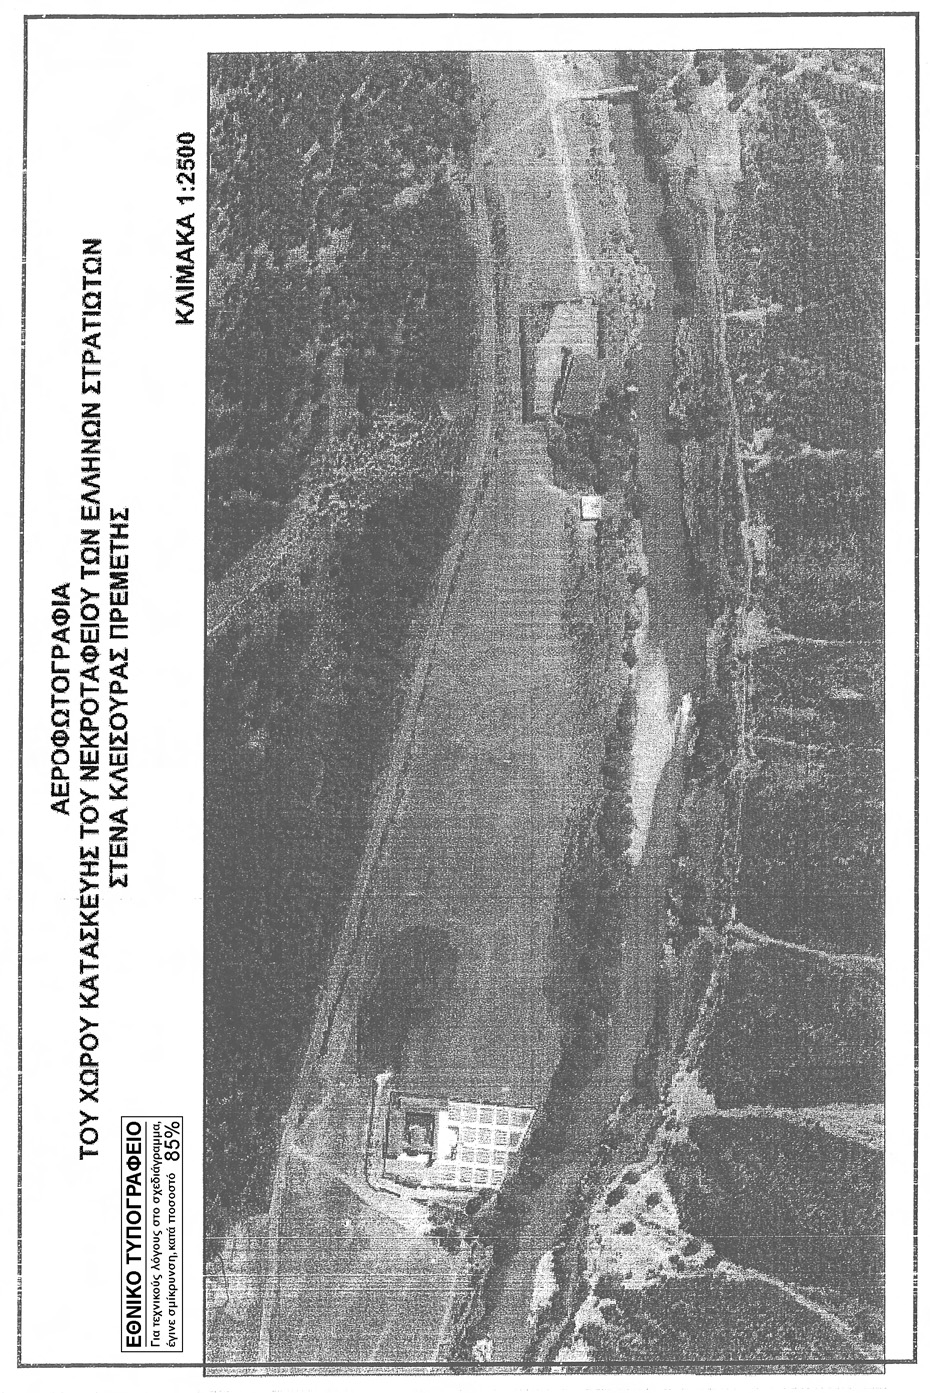 ΑΕΡΟΦΩΤΟΓΡΑΦΙΑ
ΤΟΥ ΧΩΡΟΥ ΚΑΤΑΣΚΕΥΗΣ ΤΟΥ ΝΕΚΡΟΤΑΦΕΙΟΥ ΤΩΝ ΕΛΛΗΝΩΝ ΣΤΡΑΤΙΩΤΩΝ
ΣΤΕΝΑ ΚΛΕΙΣΟΥΡΑΣ ΠΡΕΜΕΤΗΣ
ΚΛΙΜΑΚΑ 1:2500
ΕΘΝΙΚΟ ΤΥΠΟΓΡΑΦΕΙΟ
Για τεχνικούς λόγους στο σχεδιάγραμμα,
έγινε σμίκρυνση, κατά ποσοστό 85%